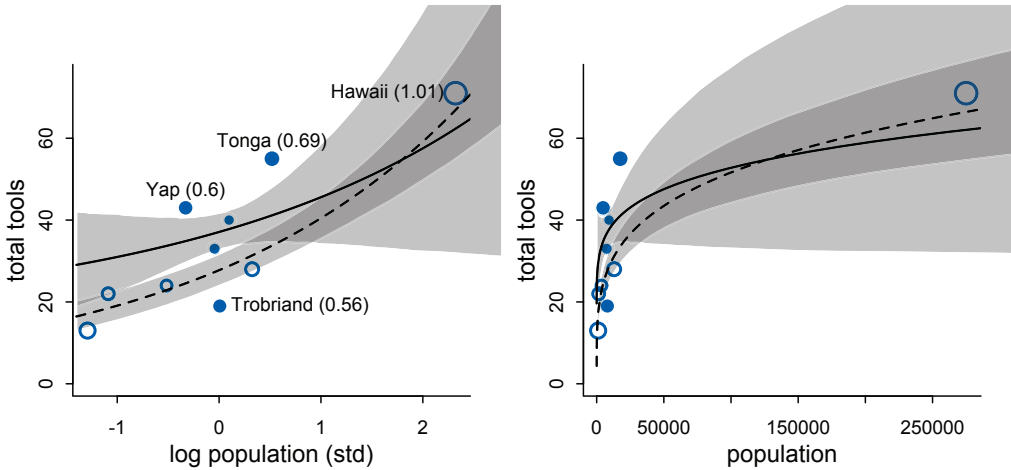 Hawaii (1.01)
Tonga (0.69)
Yap (0.6)
Trobriand (0.56)
total tools
0 20 40 60
-1 0 1 2
log population (std)
total tools
0 20 40 60
0 50000 150000 250000
population